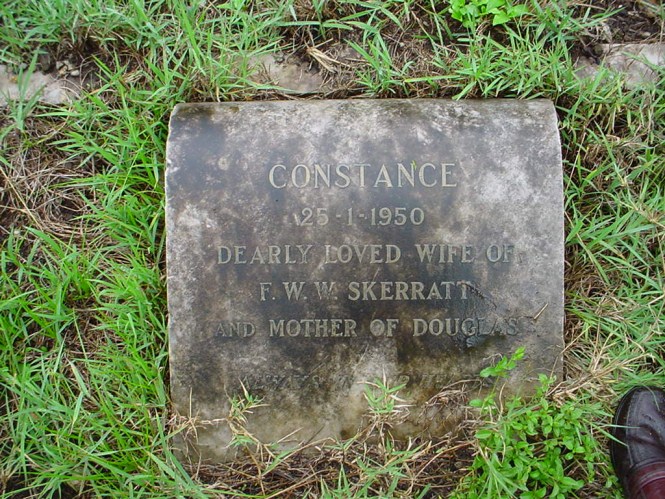 CONSTANCE
25-1-1950
DEARLY LOVED WIFE OF
F. W. W. SKERRATT
AND MOTHER OF DOUGLAS